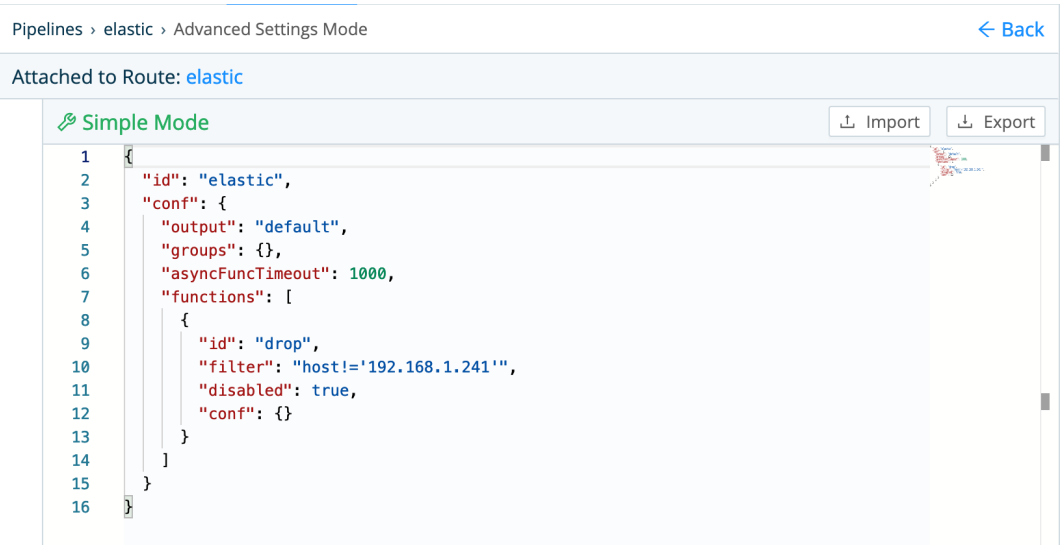 Pipelines › elastic › Advanced Settings Mode
← Back
Attached to Route: elastic
Simple Mode
Import
Export
1 {
2 "id": "elastic",
3 "conf": {
4 "output": "default",
5 "groups": {},
6 "asyncFuncTimeout": 1000,
7 "functions": [
8 {
9 "id": "drop",
10 "filter": "host!='192.168.1.241'",
11 "disabled": true,
12 "conf": {}
13 }
14 ]
15 }
16 }